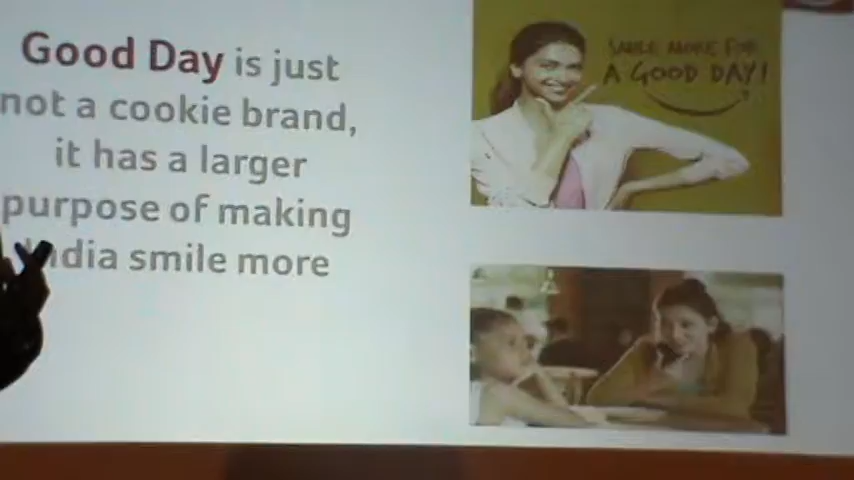 Good Day is just
not a cookie brand,
it has a larger
purpose of making
India smile more
SMILE MORE FOR
A GOOD DAY!